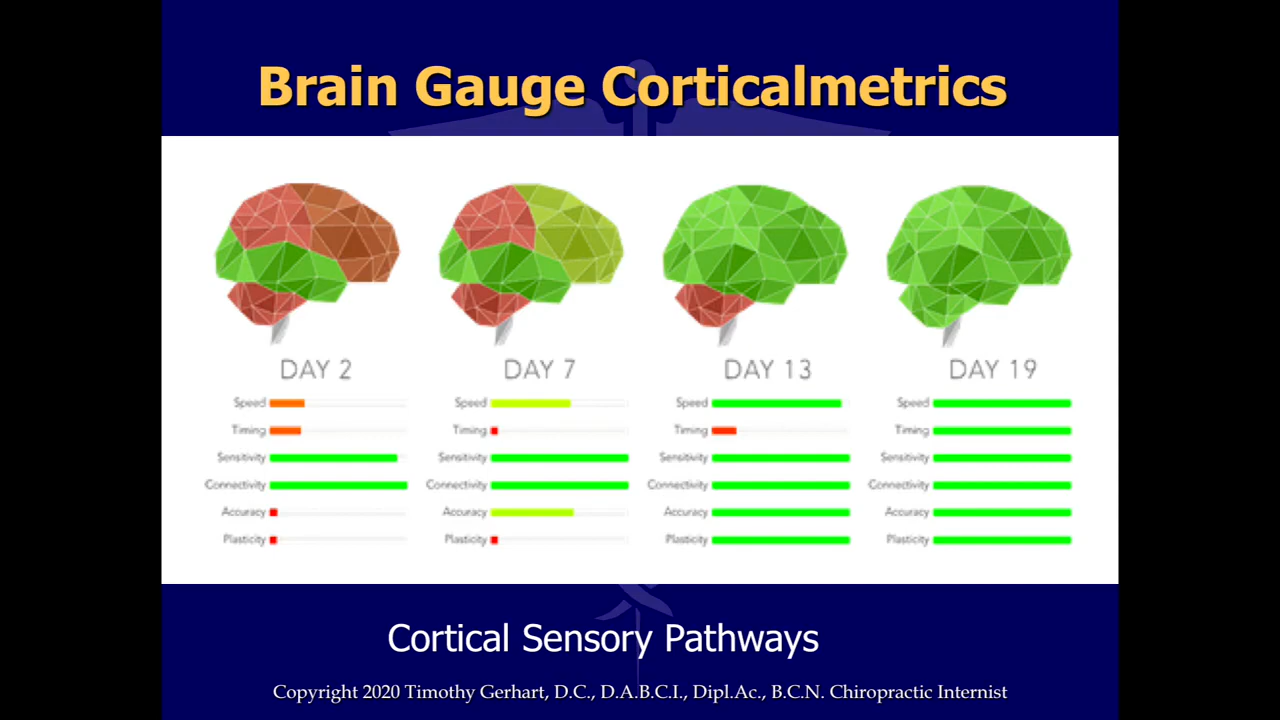 Brain Gauge Corticalmetrics
DAY 2
Speed
Timing
Sensitivity
Connectivity
Accuracy
Plasticity
DAY 7
Speed
Timing
Sensitivity
Connectivity
Accuracy
Plasticity
DAY 13
Speed
Timing
Sensitivity
Connectivity
Accuracy
Plasticity
DAY 19
Speed
Timing
Sensitivity
Connectivity
Accuracy
Plasticity
Cortical Sensory Pathways
Copyright 2020 Timothy Gerhart, D.C., D.A.B.C.I., Dipl.Ac., B.C.N. Chiropractic Internist